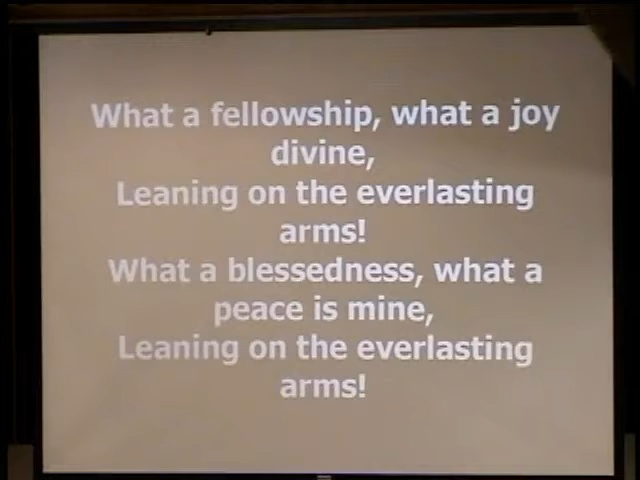 What a fellowship, what a joy
divine,
Leaning on the everlasting
arms!
What a blessedness, what a
peace is mine,
Leaning on the everlasting
arms!